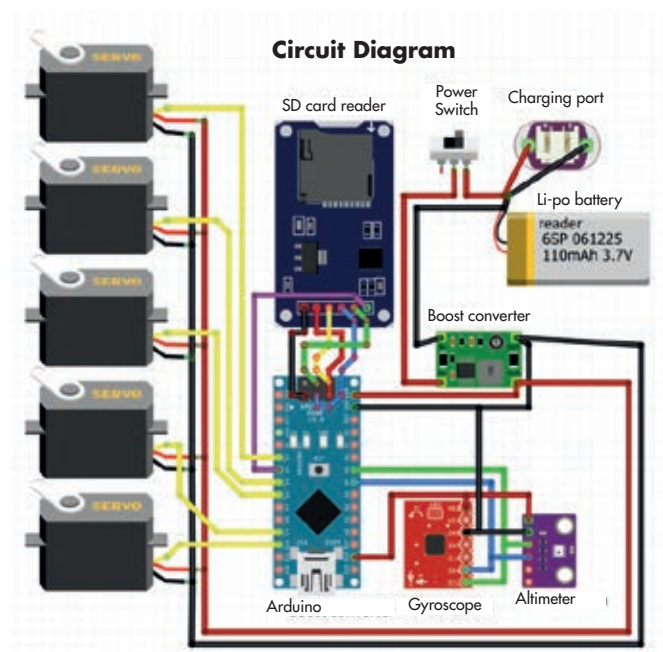 Circuit Diagram
SERVO
SERVO
SERVO
SERVO
SERVO
SD card reader
Power
Switch
Charging port
Li-po battery
reader
6SP 061225
110mAh 3.7V
Boost converter
Arduino
Gyroscope
Altimeter